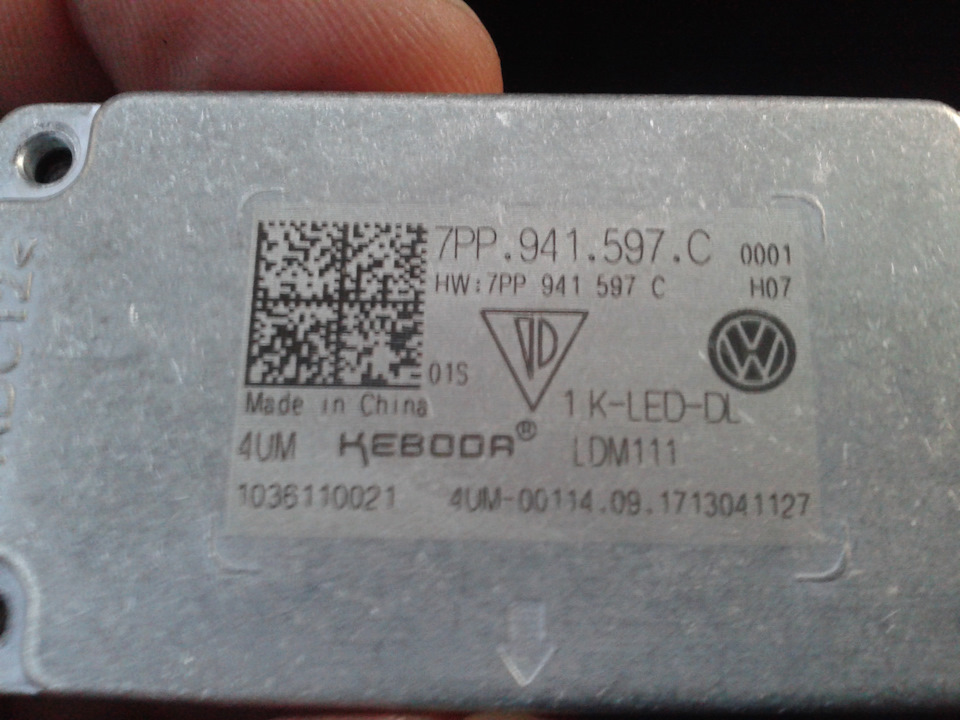 7PP.941.597.C 0001
HW:7PP 941 597 C H07
01S
Made in China 1K-LED-DL
4UM KEBODA® LDM111
1036110021 4UM-00114.09.1713041127